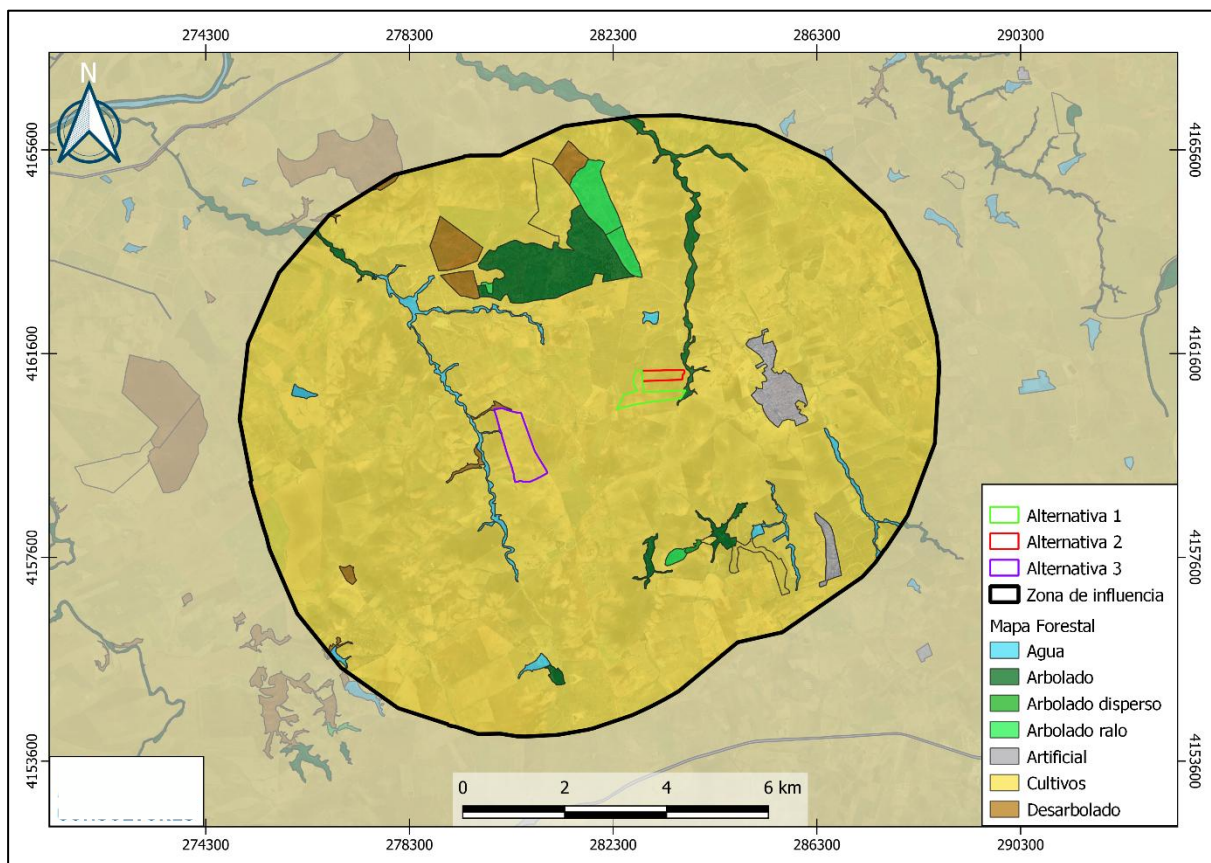 274300 278300 282300 286300 290300
N
4165600 4165600
4161600 4161600
4157600 4157600
4153600 4153600
Alternativa 1
Alternativa 2
Alternativa 3
Zona de influencia
Mapa Forestal
Agua
Arbolado
Arbolado disperso
Arbolado ralo
Artificial
Cultivos
Desarbolado
0 2 4 6 km
274300 278300 282300 286300 290300